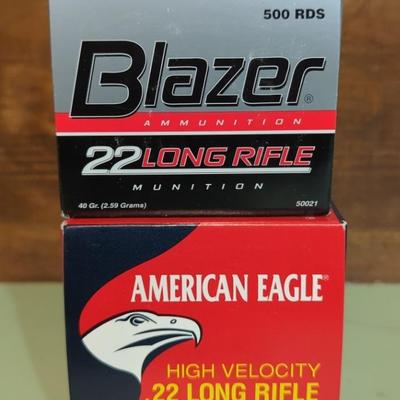 500 RDS
Blazer®
AMMUNITION
22 LONG RIFLE
MUNITION
40 Gr. (2.59 Grams) 50021
AMERICAN EAGLE®
HIGH VELOCITY
.22 LONG RIFLE